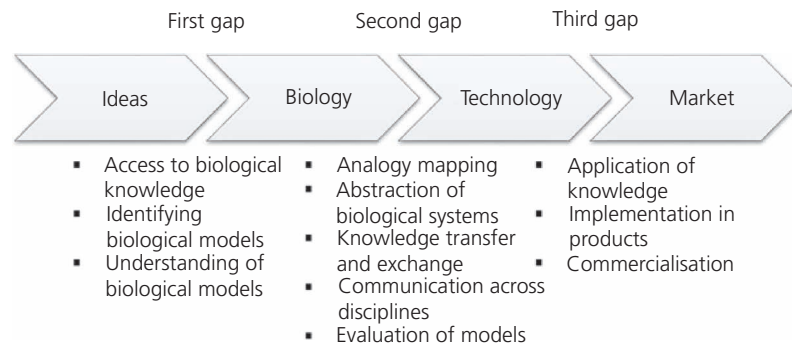 First gap Second gap Third gap
Ideas Biology Technology Market
▪ Access to biological
knowledge
▪ Identifying
biological models
▪ Understanding of
biological models
▪ Analogy mapping
▪ Abstraction of
biological systems
▪ Knowledge transfer
and exchange
▪ Communication across
disciplines
▪ Evaluation of models
▪ Application of
knowledge
▪ Implementation in
products
▪ Commercialisation